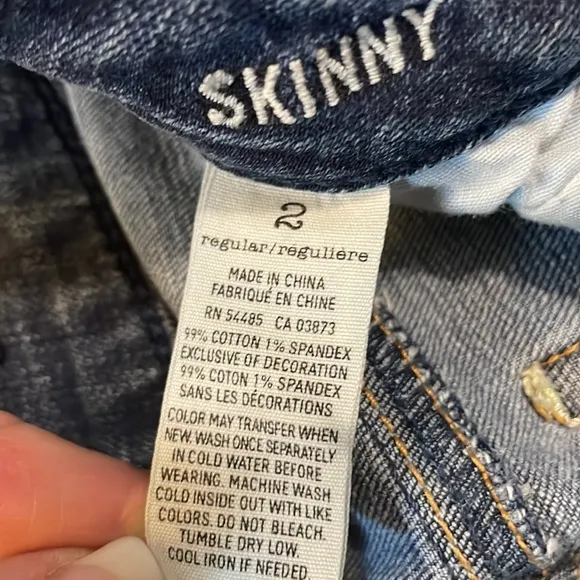 SKINNY
2
regular/régulière
MADE IN CHINA
FABRIQUÉ EN CHINE
RN 54485 CA 03873
99% COTTON 1% SPANDEX
EXCLUSIVE OF DECORATION
99% COTON 1% SPANDEX
SANS LES DÉCORATIONS
COLOR MAY TRANSFER WHEN
NEW. WASH ONCE SEPARATELY
IN COLD WATER BEFORE
WEARING. MACHINE WASH
COLD INSIDE OUT WITH LIKE
COLORS. DO NOT BLEACH.
TUMBLE DRY LOW.
COOL IRON IF NEEDED.